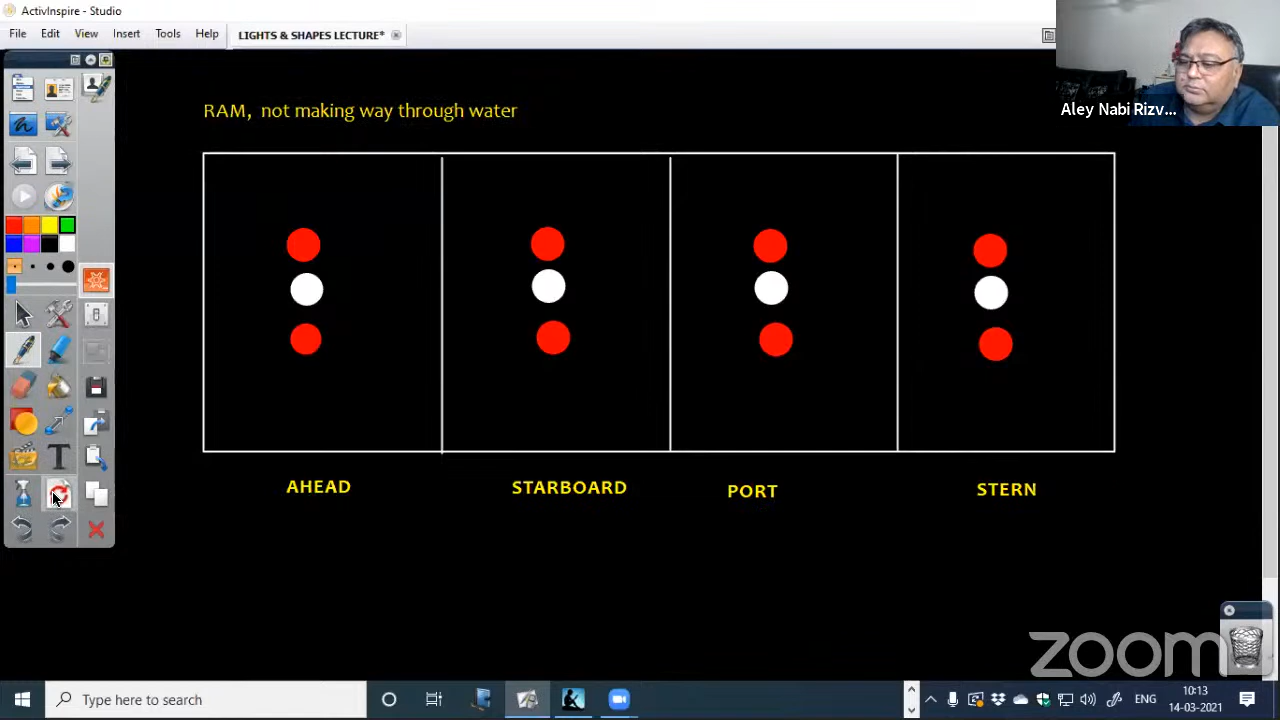 ActivInspire - Studio
File Edit View Insert Tools Help
LIGHTS & SHAPES LECTURE*
Aley Nabi Rizv...
RAM, not making way through water
AHEAD STARBOARD PORT STERN
zoom
Type here to search
ENG
10:13
14-03-2021